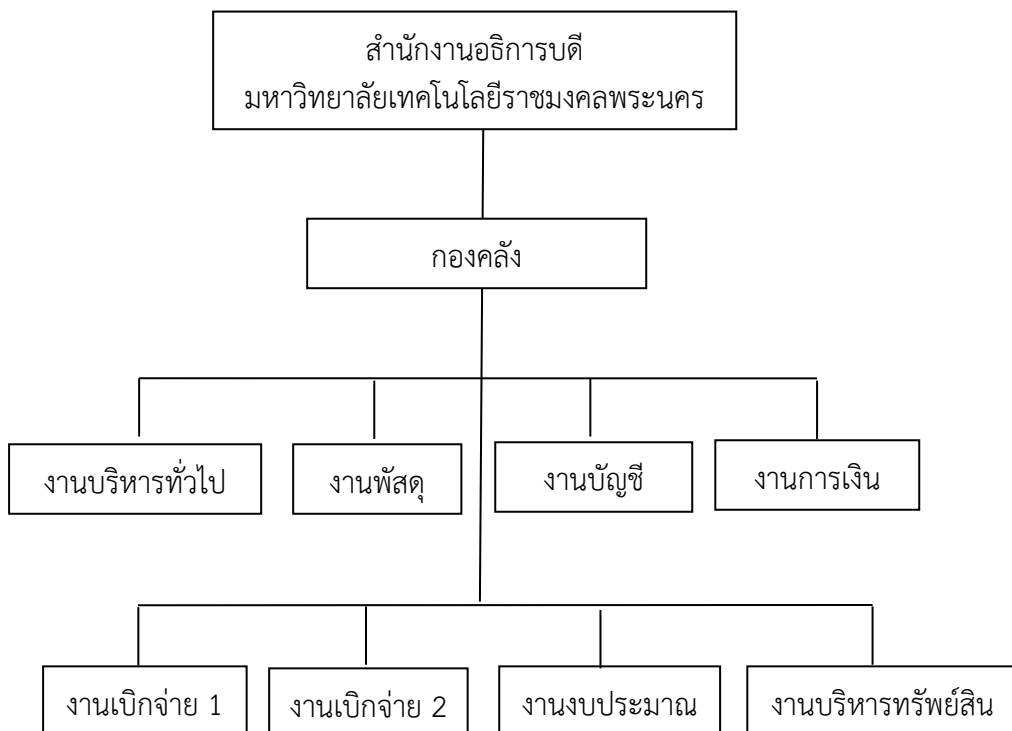 สำนักงานอธิการบดี
มหาวิทยาลัยเทคโนโลยีราชมงคลพระนคร
กองคลัง
งานบริหารทั่วไป
งานพัสดุ
งานบัญชี
งานการเงิน
งานเบิกจ่าย 1
งานเบิกจ่าย 2
งานงบประมาณ
งานบริหารทรัพย์สิน